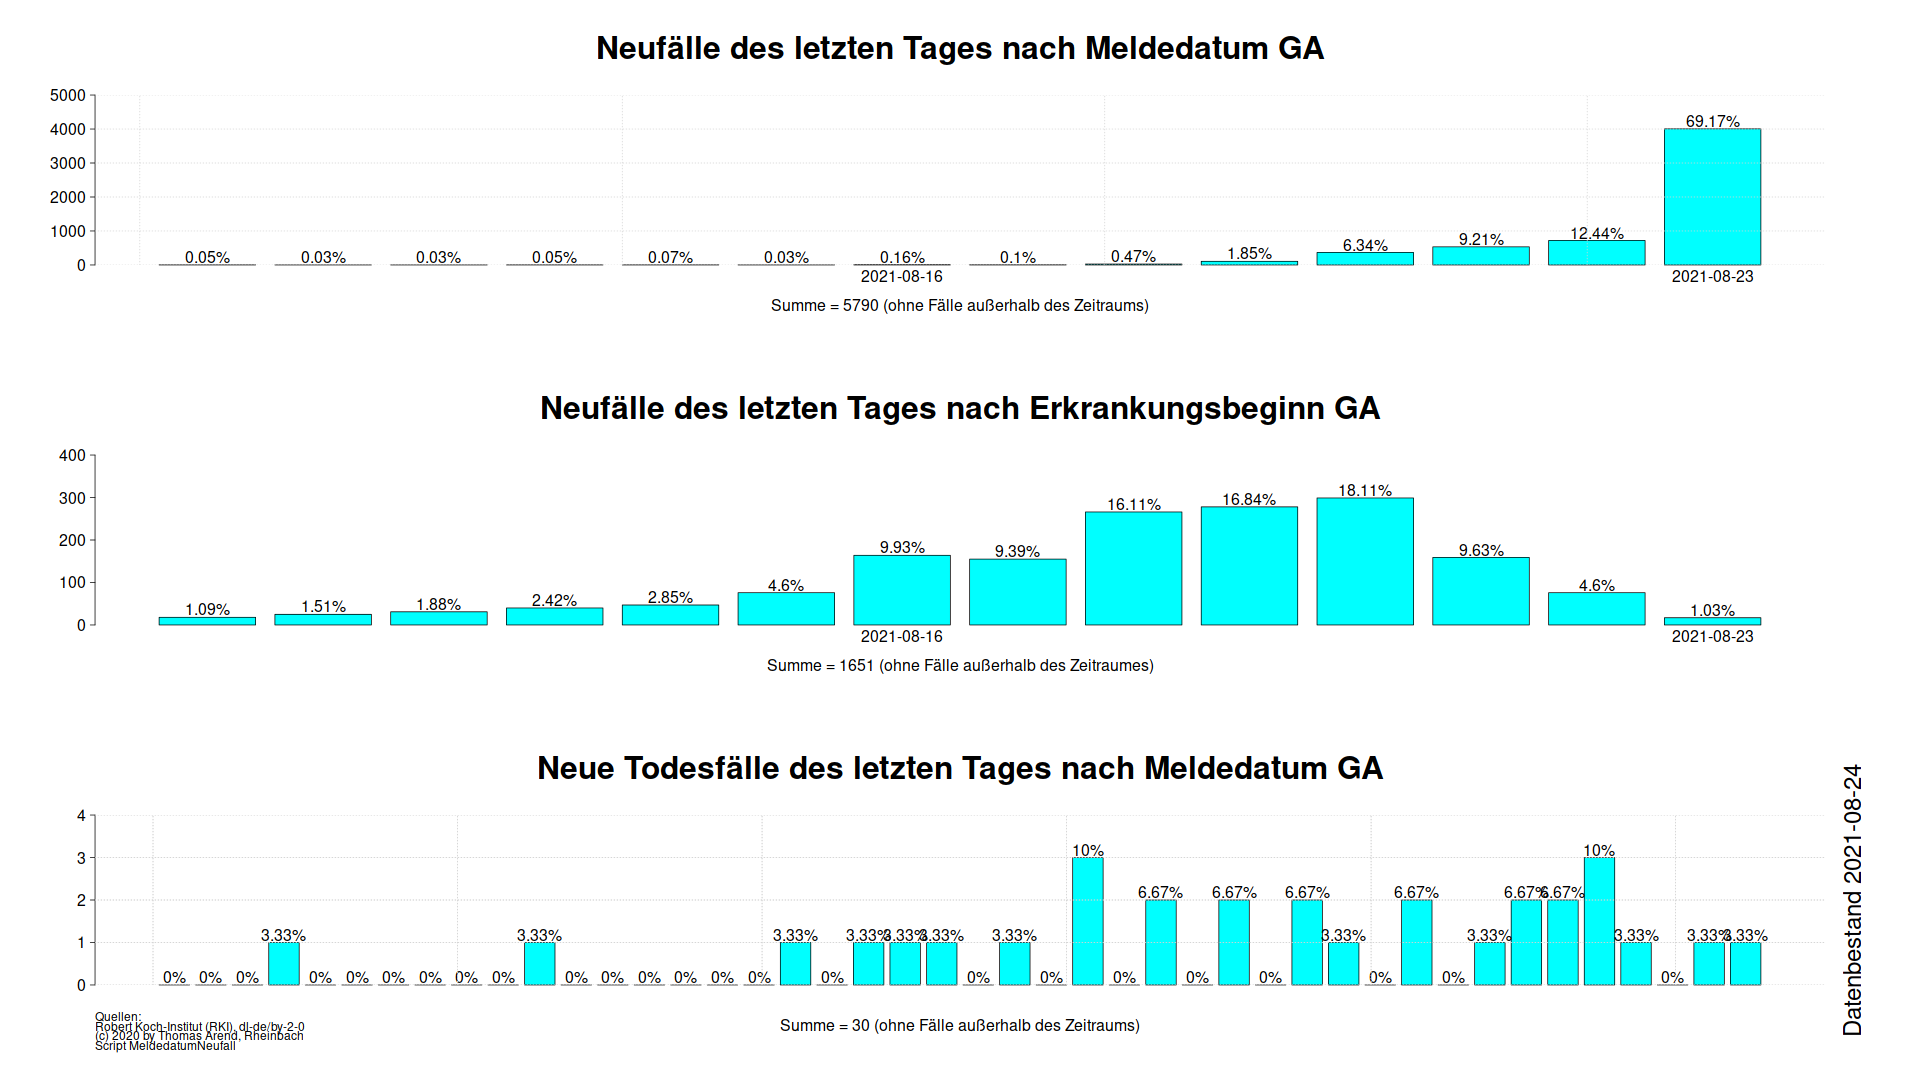 Neufälle des letzten Tages nach Meldedatum GA
5000
4000
3000
2000
1000
0
0.05% 0.03% 0.03% 0.05% 0.07% 0.03% 0.16% 0.1% 0.47% 1.85% 6.34% 9.21% 12.44% 69.17%
2021-08-16 2021-08-23
Summe = 5790 (ohne Fälle außerhalb des Zeitraums)
Neufälle des letzten Tages nach Erkrankungsbeginn GA
400
300
200
100
0
1.09% 1.51% 1.88% 2.42% 2.85% 4.6% 9.93% 9.39% 16.11% 16.84% 18.11% 9.63% 4.6% 1.03%
2021-08-16 2021-08-23
Summe = 1651 (ohne Fälle außerhalb des Zeitraumes)
Neue Todesfälle des letzten Tages nach Meldedatum GA
4
3
2
1
0
0% 0% 0% 3.33% 0% 0% 0% 0% 0% 0% 3.33% 0% 0% 0% 0% 0% 0% 3.33% 0% 3.33% 3.33% 3.33% 0% 3.33% 0% 10% 0% 6.67% 0% 6.67% 0% 6.67% 3.33% 0% 6.67% 0% 3.33% 6.67% 6.67% 10% 3.33% 0% 3.33% 3.33%
Summe = 30 (ohne Fälle außerhalb des Zeitraums)
Quellen:
Robert Koch-Institut (RKI), dl-de/by-2-0
(c) 2020 by Thomas Arend, Rheinbach
Script MeldedatumNeufall
Datenbestand 2021-08-24